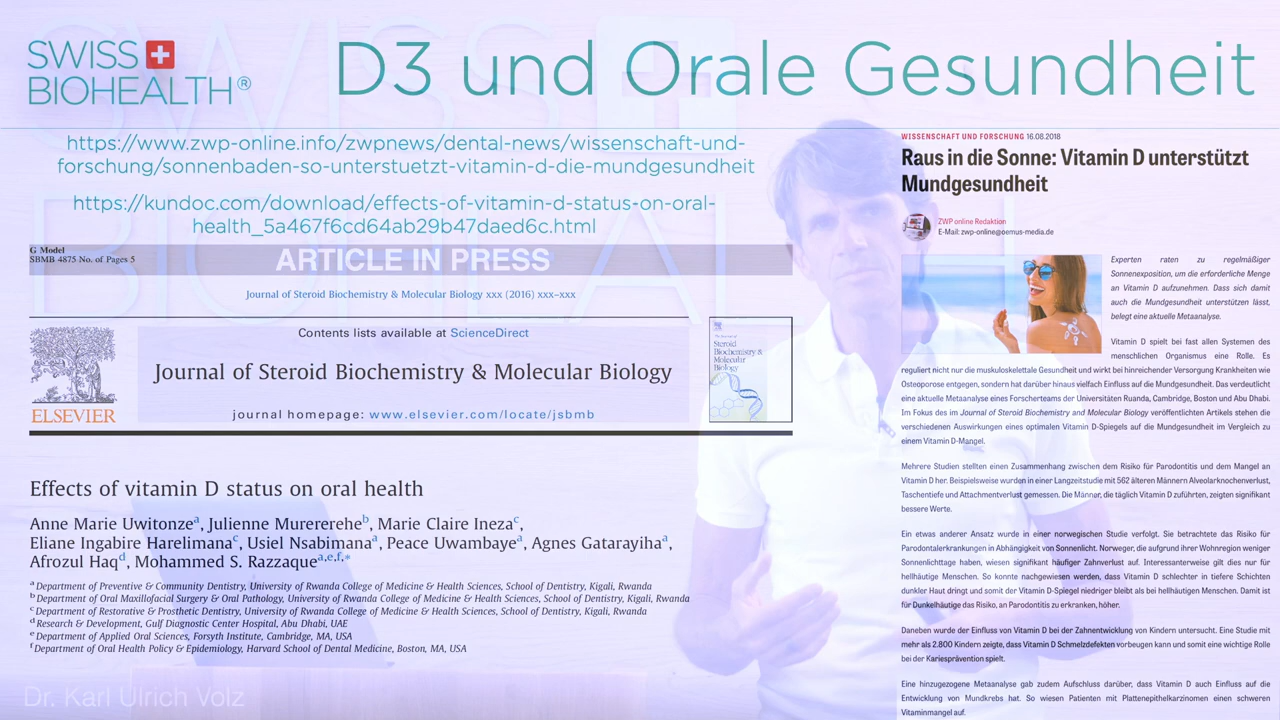 SWISS
BIOHEALTH®
D3 und Orale Gesundheit
https://www.zwp-online.info/zwpnews/dental-news/wissenschaft-und-
forschung/sonnenbaden-so-unterstuetzt-vitamin-d-die-mundgesundheit
https://kundoc.com/download/effects-of-vitamin-d-status-on-oral-
health-_5a467f6cd64ab29b47daed6c.html
G Model
SBMB 4875 No. of Pages 5
ARTICLE IN PRESS
Journal of Steroid Biochemistry & Molecular Biology xxx (2016) xxx–xxx
Contents lists available at ScienceDirect
Journal of Steroid Biochemistry & Molecular Biology
journal homepage: www.elsevier.com/locate/jsbmb
ELSEVIER
Steroid
Biochemistry &
Molecular
Biology
Effects of vitamin D status on oral health
Anne Marie Uwitonzeᵃ, Julienne Murerereheᵇ, Marie Claire Inezaᶜ,
Eliane Ingabire Harelimanaᶜ, Usiel Nsabimanaᵃ, Peace Uwambayeᵃ, Agnes Gatarayihaᵃ,
Afrozul Haqᵈ, Mohammed S. Razzaqueᵃ,ᵉ,ᶠ,*
ᵃ Department of Preventive & Community Dentistry, University of Rwanda College of Medicine & Health Sciences, School of Dentistry, Kigali, Rwanda
ᵇ Department of Oral Maxillofacial Surgery & Oral Pathology, University of Rwanda College of Medicine & Health Sciences, School of Dentistry, Kigali, Rwanda
ᶜ Department of Restorative & Prosthetic Dentistry, University of Rwanda College of Medicine & Health Sciences, School of Dentistry, Kigali, Rwanda
ᵈ Research & Development, Gulf Diagnostic Center Hospital, Abu Dhabi, UAE
ᵉ Department of Applied Oral Sciences, Forsyth Institute, Cambridge, MA, USA
ᶠ Department of Oral Health Policy & Epidemiology, Harvard School of Dental Medicine, Boston, MA, USA
WISSENSCHAFT UND FORSCHUNG 16.08.2018
Raus in die Sonne: Vitamin D unterstützt
Mundgesundheit
ZWP online Redaktion
E-Mail: zwp-online@oemus-media.de
Experten raten zu regelmäßiger
Sonnenexposition, um die erforderliche Menge
an Vitamin D aufzunehmen. Dass sich damit
auch die Mundgesundheit unterstützen lässt,
belegt eine aktuelle Metaanalyse.
Vitamin D spielt bei fast allen Systemen des
menschlichen Organismus eine Rolle. Es
reguliert nicht nur die muskuloskelettale Gesundheit und wirkt bei hinreichender Versorgung Krankheiten wie
Osteoporose entgegen, sondern hat darüber hinaus vielfach Einfluss auf die Mundgesundheit. Das verdeutlicht
eine aktuelle Metaanalyse eines Forscherteams der Universitäten Ruanda, Cambridge, Boston und Abu Dhabi.
Im Fokus des im Journal of Steroid Biochemistry and Molecular Biology veröffentlichten Artikels stehen die
verschiedenen Auswirkungen eines optimalen Vitamin D-Spiegels auf die Mundgesundheit im Vergleich zu
einem Vitamin D-Mangel.
Mehrere Studien stellten einen Zusammenhang zwischen dem Risiko für Parodontitis und dem Mangel an
Vitamin D her. Beispielsweise wurden in einer Langzeitstudie mit 562 älteren Männern Alveolarknochenverlust,
Taschentiefe und Attachmentverlust gemessen. Die Männer, die täglich Vitamin D zuführten, zeigten signifikant
bessere Werte.
Ein etwas anderer Ansatz wurde in einer norwegischen Studie verfolgt. Sie betrachtete das Risiko für
Parodontalerkrankungen in Abhängigkeit von Sonnenlicht. Norweger, die aufgrund ihrer Wohnregion weniger
Sonnenlichttage haben, wiesen signifikant häufiger Zahnverlust auf. Interessanterweise gilt dies nur für
hellhäutige Menschen. So konnte nachgewiesen werden, dass Vitamin D schlechter in tiefere Schichten
dunkler Haut dringt und somit der Vitamin D-Spiegel niedriger bleibt als bei hellhäutigen Menschen. Damit ist
für Dunkelhäutige das Risiko, an Parodontitis zu erkranken, höher.
Daneben wurde der Einfluss von Vitamin D bei der Zahnentwicklung von Kindern untersucht. Eine Studie mit
mehr als 2.800 Kindern zeigte, dass Vitamin D Schmelzdefekten vorbeugen kann und somit eine wichtige Rolle
bei der Kariesprävention spielt.
Eine hinzugezogene Metaanalyse gab zudem Aufschluss darüber, dass Vitamin D auch Einfluss auf die
Entwicklung von Mundkrebs hat. So wiesen Patienten mit Plattenepithelkarzinomen einen schweren
Vitaminmangel auf.
Dr. Karl Ulrich